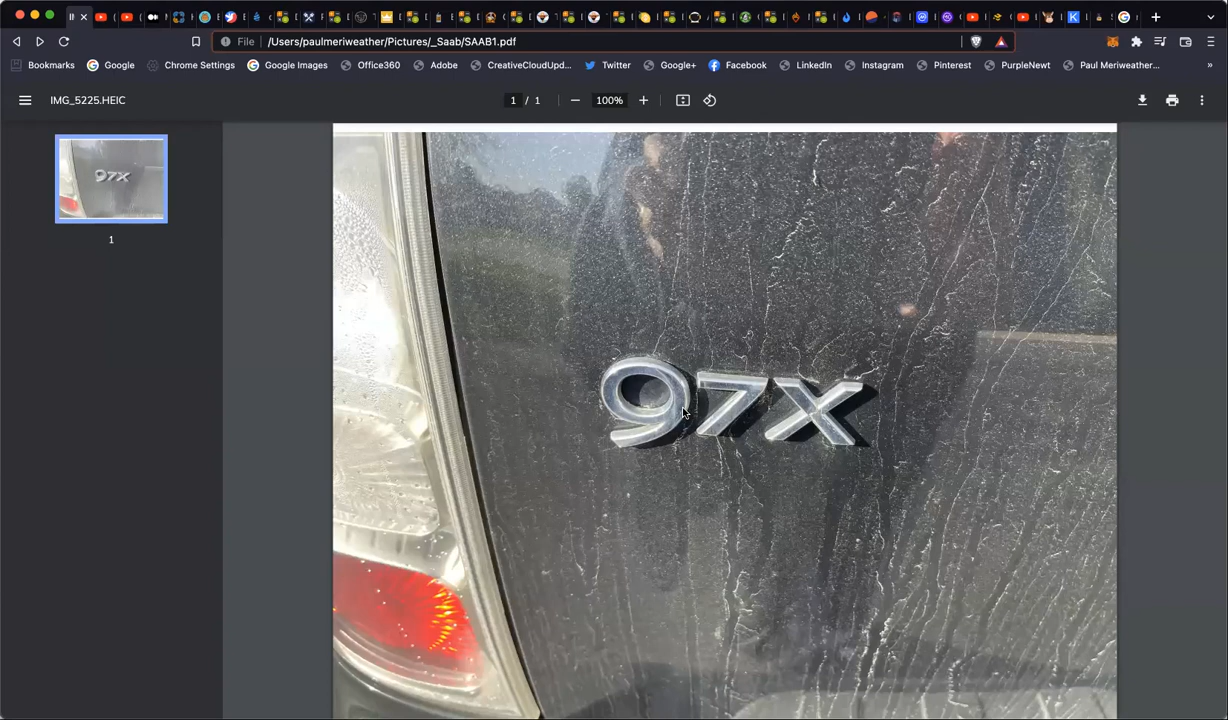 File /Users/paulmeriweather/Pictures/_Saab/SAAB1.pdf
Bookmarks Google Chrome Settings Google Images Office360 Adobe CreativeCloudUpd... Twitter Google+ Facebook LinkedIn Instagram Pinterest PurpleNewt Paul Meriweather... »
IMG_5225.HEIC 1 / 1 100%
97X
1
97X